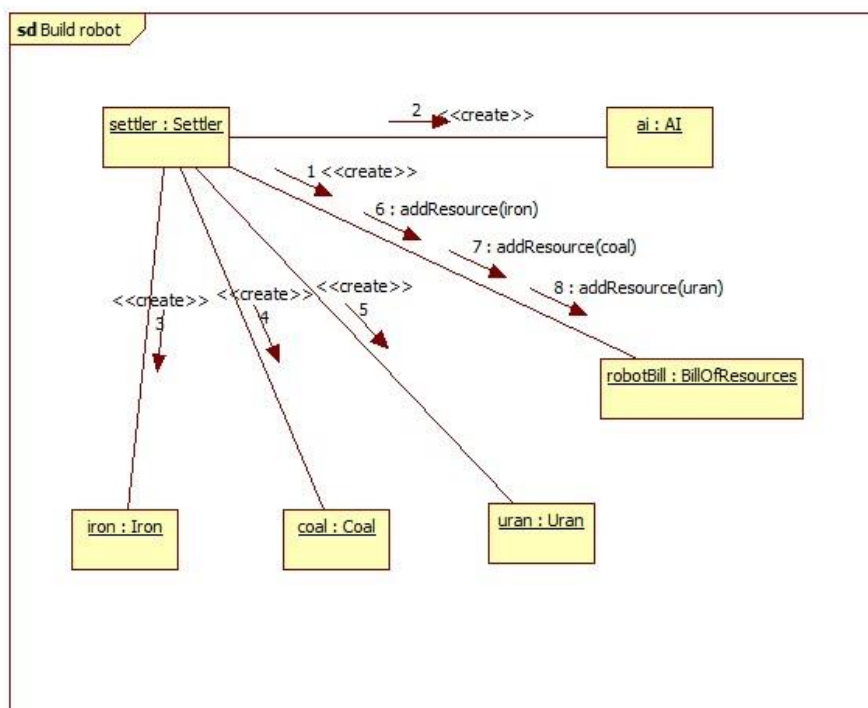 sd Build robot
2 <<create>>
settler : Settler
ai : AI
1 <<create>>
6 : addResource(iron)
7 : addResource(coal)
8 : addResource(uran)
<<create>>
3
<<create>>
4
<<create>>
5
robotBill : BillOfResources
iron : Iron
coal : Coal
uran : Uran